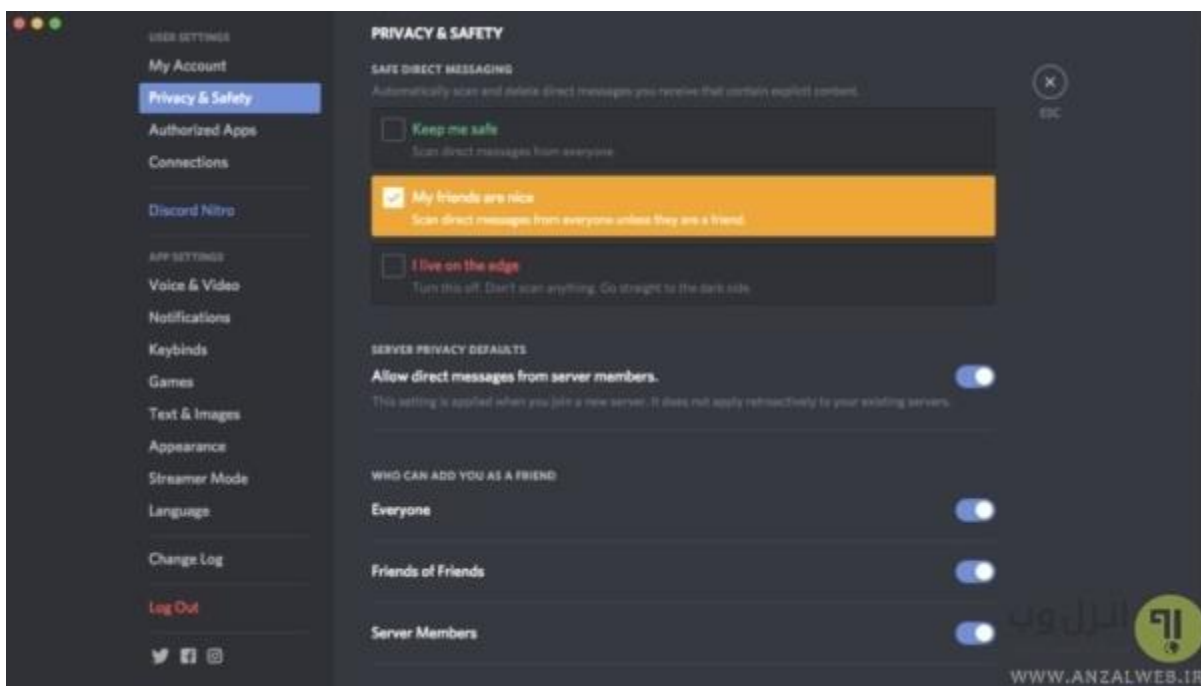 USER SETTINGS
My Account
Privacy & Safety
Authorized Apps
Connections
Discord Nitro
APP SETTINGS
Voice & Video
Notifications
Keybinds
Games
Text & Images
Appearance
Streamer Mode
Language
Change Log
Log Out
PRIVACY & SAFETY
SAFE DIRECT MESSAGING
Automatically scan and delete direct messages you receive that contain explicit content.
Keep me safe
Scan direct messages from everyone
My friends are nice
Scan direct messages from everyone unless they are a friend.
I live on the edge
Turn this off. Don't scan anything. Go straight to the dark side.
SERVER PRIVACY DEFAULTS
Allow direct messages from server members.
This setting is applied when you join a new server. It does not apply retroactively to your existing servers.
WHO CAN ADD YOU AS A FRIEND
Everyone
Friends of Friends
Server Members
ESC
انزل وب
WWW.ANZALWEB.IR